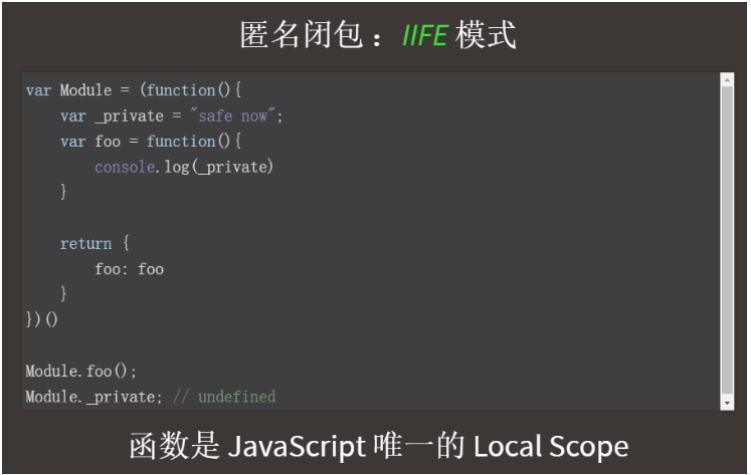 匿名闭包：IIFE 模式
var Module = (function(){
    var _private = "safe now";
    var foo = function(){
        console.log(_private)
    }
    return {
        foo: foo
    }
})()
Module.foo();
Module._private; // undefined
函数是 JavaScript 唯一的 Local Scope